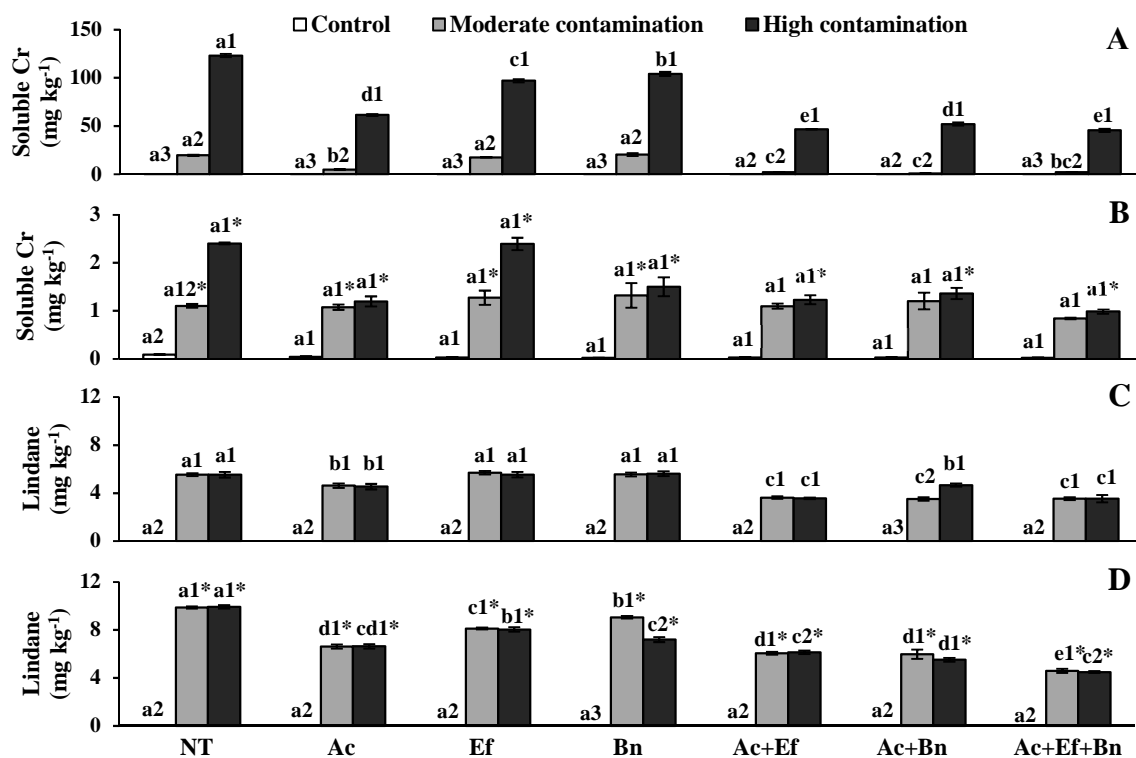 Control Moderate contamination High contamination
A
Soluble Cr
(mg kg-1)
150
100
50
0
a3 a2 a1
a3 b2 d1
a3 a2 c1
a3 a2 b1
a2 c2 e1
a2 c2 d1
a3 bc2 e1
B
Soluble Cr
(mg kg-1)
3
2
1
0
a2 a12* a1*
a1 a1* a1*
a1 a1* a1*
a1 a1* a1*
a1 a1 a1*
a1 a1 a1*
a1 a1 a1*
C
Lindane
(mg kg-1)
12
8
4
0
a2 a1 a1
a2 b1 b1
a2 a1 a1
a2 a1 a1
a2 c1 c1
a3 c2 b1
a2 c1 c1
D
Lindane
(mg kg-1)
12
8
4
0
a2 a1* a1*
a2 d1* cd1*
a2 c1* b1*
a3 b1* c2*
a2 d1* c2*
a2 d1* d1*
a2 e1* c2*
NT Ac Ef Bn Ac+Ef Ac+Bn Ac+Ef+Bn